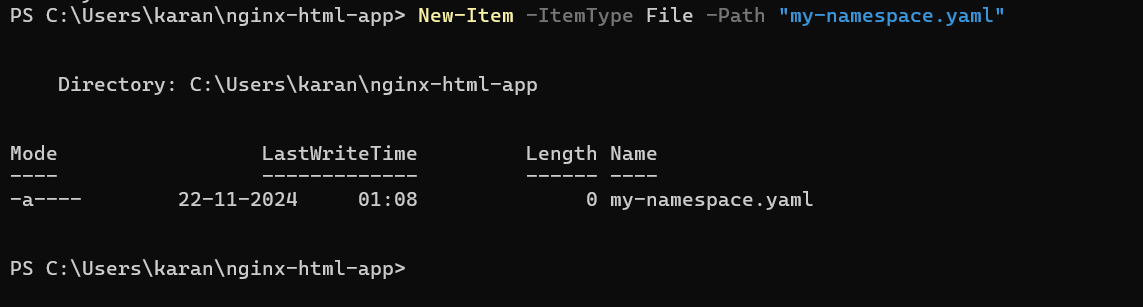 PS C:\Users\karan\nginx-html-app> New-Item -ItemType File -Path "my-namespace.yaml"
Directory: C:\Users\karan\nginx-html-app
Mode LastWriteTime Length Name
---- ------------- ------ ----
-a---- 22-11-2024 01:08 0 my-namespace.yaml
PS C:\Users\karan\nginx-html-app>